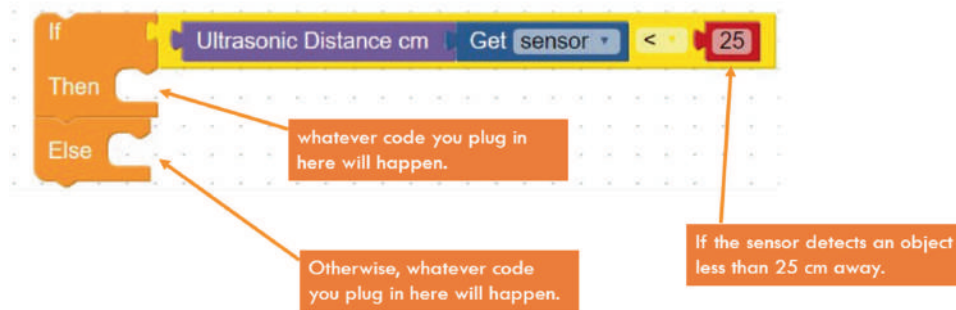 If Ultrasonic Distance cm Get sensor < 25
Then
whatever code you plug in
here will happen.
Else
If the sensor detects an object
less than 25 cm away.
Otherwise, whatever code
you plug in here will happen.